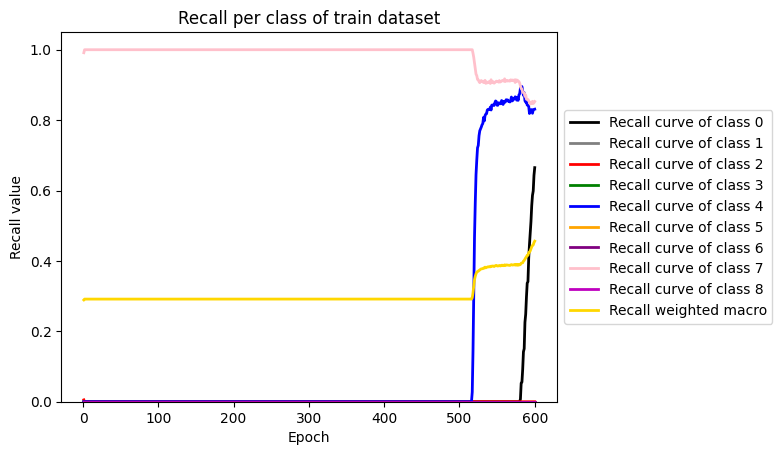 Recall per class of train dataset
1.0
0.8
0.6
0.4
0.2
0.0
Recall value
0 100 200 300 400 500 600
Epoch
Recall curve of class 0
Recall curve of class 1
Recall curve of class 2
Recall curve of class 3
Recall curve of class 4
Recall curve of class 5
Recall curve of class 6
Recall curve of class 7
Recall curve of class 8
Recall weighted macro